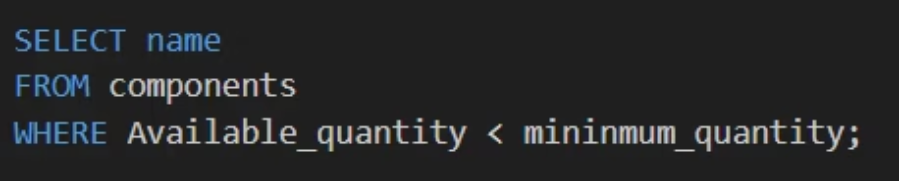 SELECT name
FROM components
WHERE Available_quantity < mininmum_quantity;